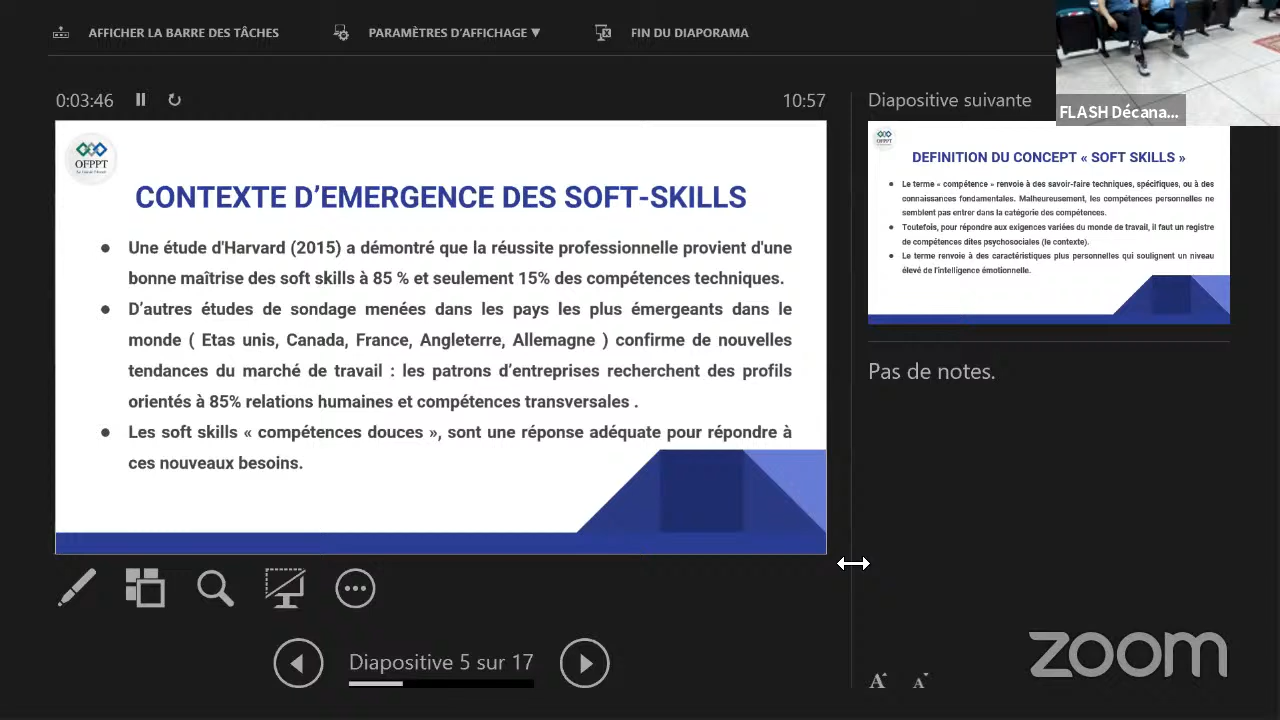 AFFICHER LA BARRE DES TÂCHES
PARAMÈTRES D'AFFICHAGE ▼
FIN DU DIAPORAMA
0:03:46
10:57
OFPPT
CONTEXTE D'EMERGENCE DES SOFT-SKILLS
● Une étude d'Harvard (2015) a démontré que la réussite professionnelle provient d'une
bonne maîtrise des soft skills à 85 % et seulement 15% des compétences techniques.
● D'autres études de sondage menées dans les pays les plus émergeants dans le
monde ( Etas unis, Canada, France, Angleterre, Allemagne ) confirme de nouvelles
tendances du marché de travail : les patrons d'entreprises recherchent des profils
orientés à 85% relations humaines et compétences transversales .
● Les soft skills « compétences douces », sont une réponse adéquate pour répondre à
ces nouveaux besoins.
Diapositive 5 sur 17
Diapositive suivante
FLASH Décana...
OFPPT
DEFINITION DU CONCEPT « SOFT SKILLS »
● Le terme « compétence » renvoie à des savoir-faire techniques, spécifiques, ou à des
connaissances fondamentales. Malheureusement, les compétences personnelles ne
semblent pas entrer dans la catégorie des compétences.
● Toutefois, pour répondre aux exigences variées du monde de travail, il faut un registre
de compétences dites psychosociales (le contexte).
● Le terme renvoie à des caractéristiques plus personnelles qui soulignent un niveau
élevé de l'intelligence émotionnelle.
Pas de notes.
A A
zoom